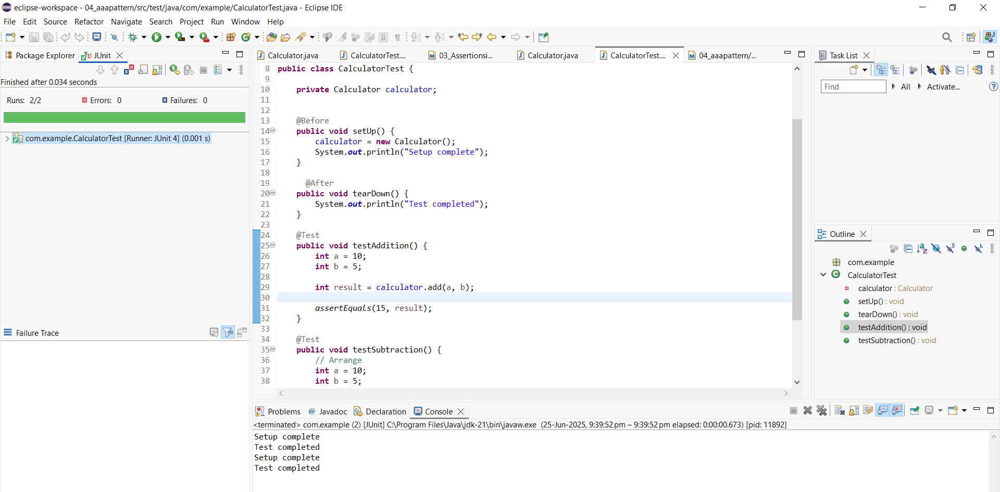 eclipse-workspace - 04_aaapattern/src/test/java/com/example/CalculatorTest.java - Eclipse IDE
File Edit Source Refactor Navigate Search Project Run Window Help
Package Explorer JUnit
Finished after 0.034 seconds
Runs: 2/2 Errors: 0 Failures: 0
com.example.CalculatorTest [Runner: JUnit 4] (0.001 s)
Failure Trace
Calculator.java CalculatorTest.... 03_Assertionsi... Calculator.java CalculatorTest.... 04_aaapattern/...
8 public class CalculatorTest {
9
10 private Calculator calculator;
11
12
13 @Before
14 public void setUp() {
15 calculator = new Calculator();
16 System.out.println("Setup complete");
17 }
18
19 @After
20 public void tearDown() {
21 System.out.println("Test completed");
22 }
23
24 @Test
25 public void testAddition() {
26 int a = 10;
27 int b = 5;
28
29 int result = calculator.add(a, b);
30
31 assertEquals(15, result);
32 }
33
34 @Test
35 public void testSubtraction() {
36 // Arrange
37 int a = 10;
38 int b = 5;
Task List
Find All Activate...
Outline
com.example
CalculatorTest
calculator : Calculator
setUp() : void
tearDown() : void
testAddition() : void
testSubtraction() : void
Problems Javadoc Declaration Console
<terminated> com.example (2) [JUnit] C:\Program Files\Java\jdk-21\bin\javaw.exe (25-Jun-2025, 9:39:52 pm – 9:39:52 pm elapsed: 0:00:00.673) [pid: 11892]
Setup complete
Test completed
Setup complete
Test completed